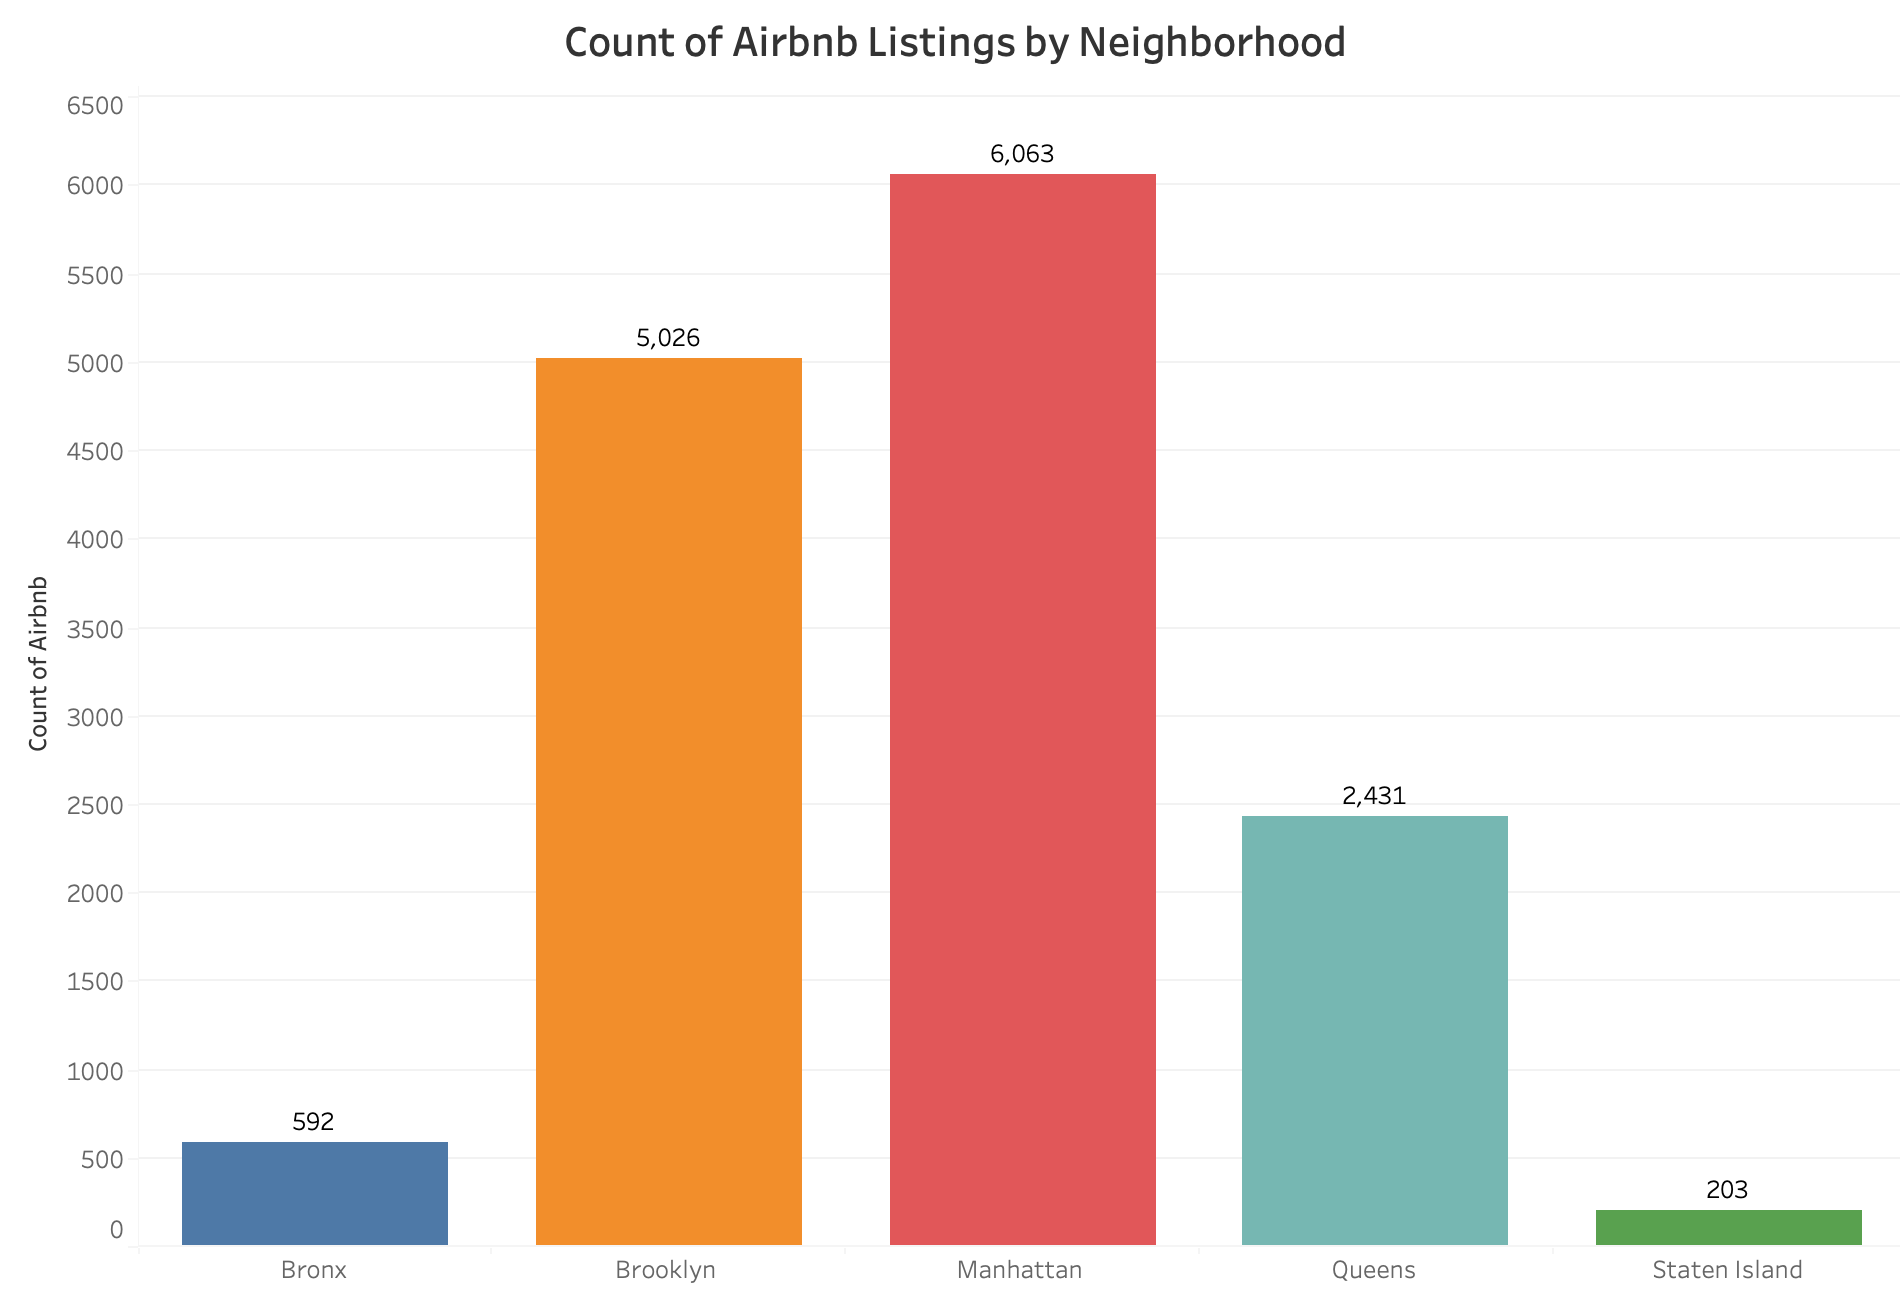 Count of Airbnb Listings by Neighborhood
6500
6000
5500
5000
4500
4000
3500
3000
2500
2000
1500
1000
500
0
Count of Airbnb
592
5,026
6,063
2,431
203
Bronx
Brooklyn
Manhattan
Queens
Staten Island